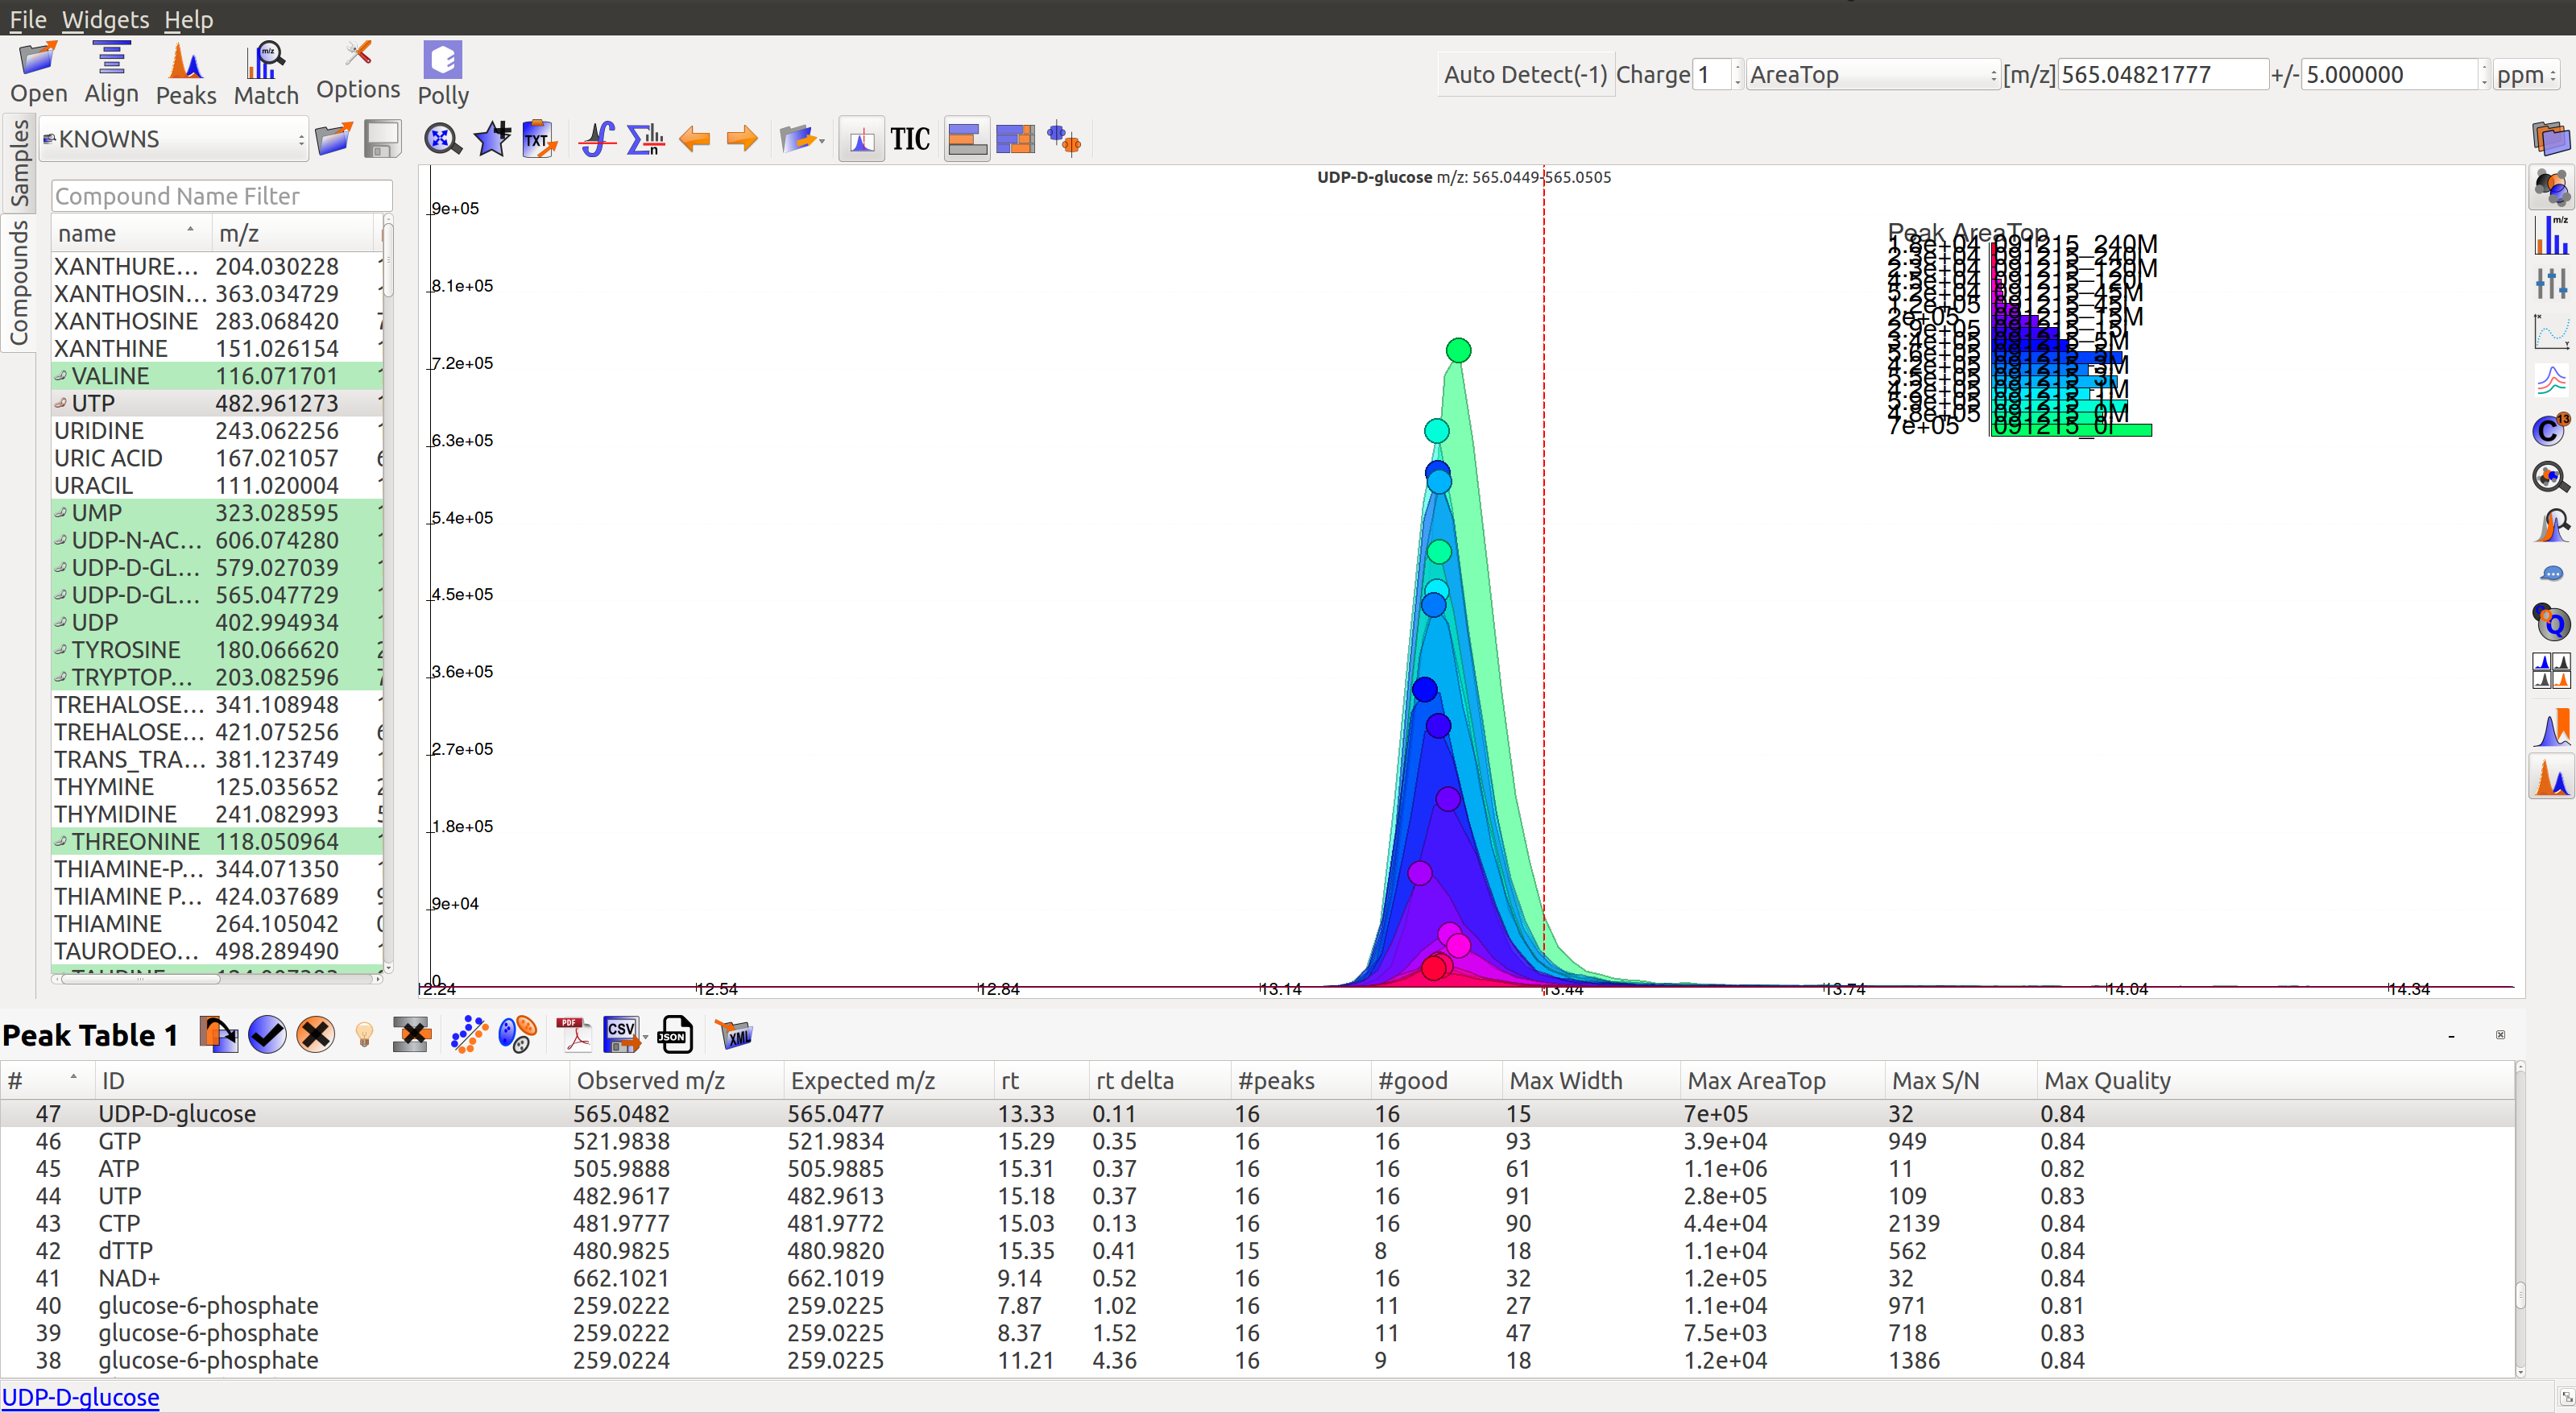 File Widgets Help
Open Align Peaks Match Options Polly
Auto Detect(-1) Charge 1 AreaTop [m/z] 565.04821777 +/- 5.000000 ppm
Samples
Compounds
KNOWNS
TXT
TIC
Compound Name Filter
name m/z
XANTHURE... 204.030228
XANTHOSIN... 363.034729
XANTHOSINE 283.068420
XANTHINE 151.026154
VALINE 116.071701
UTP 482.961273
URIDINE 243.062256
URIC ACID 167.021057
URACIL 111.020004
UMP 323.028595
UDP-N-AC... 606.074280
UDP-D-GL... 579.027039
UDP-D-GL... 565.047729
UDP 402.994934
TYROSINE 180.066620
TRYPTOP... 203.082596
TREHALOSE... 341.108948
TREHALOSE... 421.075256
TRANS_TRA... 381.123749
THYMINE 125.035652
THYMIDINE 241.082993
THREONINE 118.050964
THIAMINE-P... 344.071350
THIAMINE P... 424.037689
THIAMINE 264.105042
TAURODEO... 498.289490
UDP-D-glucose m/z: 565.0449-565.0505
9e+05
8.1e+05
7.2e+05
6.3e+05
5.4e+05
4.5e+05
3.6e+05
2.7e+05
1.8e+05
9e+04
0
12.24 12.54 12.84 13.14 13.44 13.74 14.04 14.34
Peak AreaTop
1.8e+04 091215_240M
7e+05 091215_0I
Peak Table 1
PDF CSV JSON XML
# ID Observed m/z Expected m/z rt rt delta #peaks #good Max Width Max AreaTop Max S/N Max Quality
47 UDP-D-glucose 565.0482 565.0477 13.33 0.11 16 16 15 7e+05 32 0.84
46 GTP 521.9838 521.9834 15.29 0.35 16 16 93 3.9e+04 949 0.84
45 ATP 505.9888 505.9885 15.31 0.37 16 16 61 1.1e+06 11 0.82
44 UTP 482.9617 482.9613 15.18 0.37 16 16 91 2.8e+05 109 0.83
43 CTP 481.9777 481.9772 15.03 0.13 16 16 90 4.4e+04 2139 0.84
42 dTTP 480.9825 480.9820 15.35 0.41 15 8 18 1.1e+04 562 0.84
41 NAD+ 662.1021 662.1019 9.14 0.52 16 16 32 1.2e+05 32 0.84
40 glucose-6-phosphate 259.0222 259.0225 7.87 1.02 16 11 27 1.1e+04 971 0.81
39 glucose-6-phosphate 259.0222 259.0225 8.37 1.52 16 11 47 7.5e+03 718 0.83
38 glucose-6-phosphate 259.0224 259.0225 11.21 4.36 16 9 18 1.2e+04 1386 0.84
UDP-D-glucose